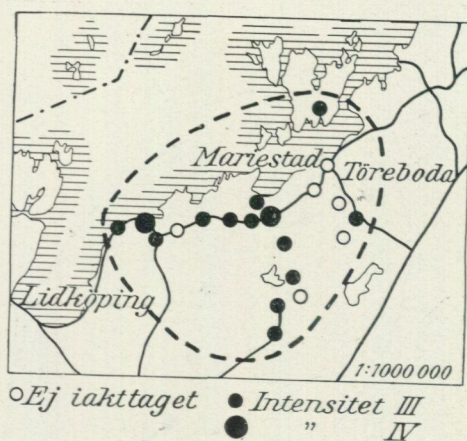 Mariestad
Töreboda
Lidköping
1:1000 000
Ej iakttaget
Intensitet III
" IV